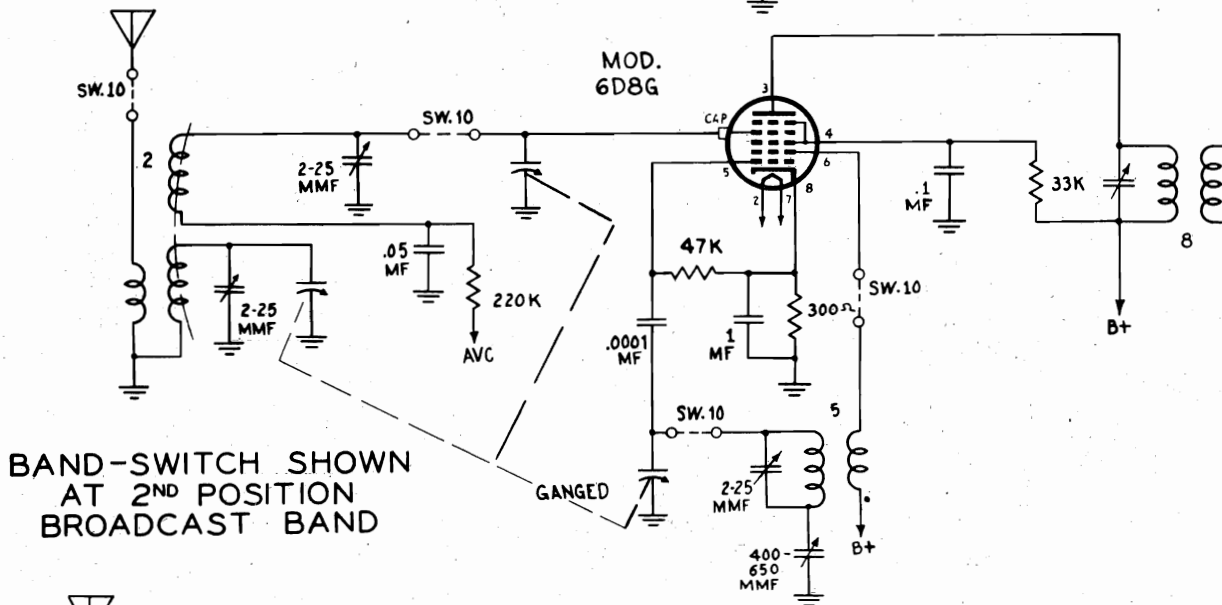 MOD.
6D8G
SW.10
SW.10
CAP
3
4
6
5
2
7
8
2
2-25
MMF
.1
MF
33K
8
.05
MF
220K
AVC
2-25
MMF
47K
300Ω
SW.10
B+
.0001
MF
1
MF
SW.10
5
BAND-SWITCH SHOWN
AT 2ND POSITION
BROADCAST BAND
GANGED
2-25
MMF
400-
650
MMF
B+